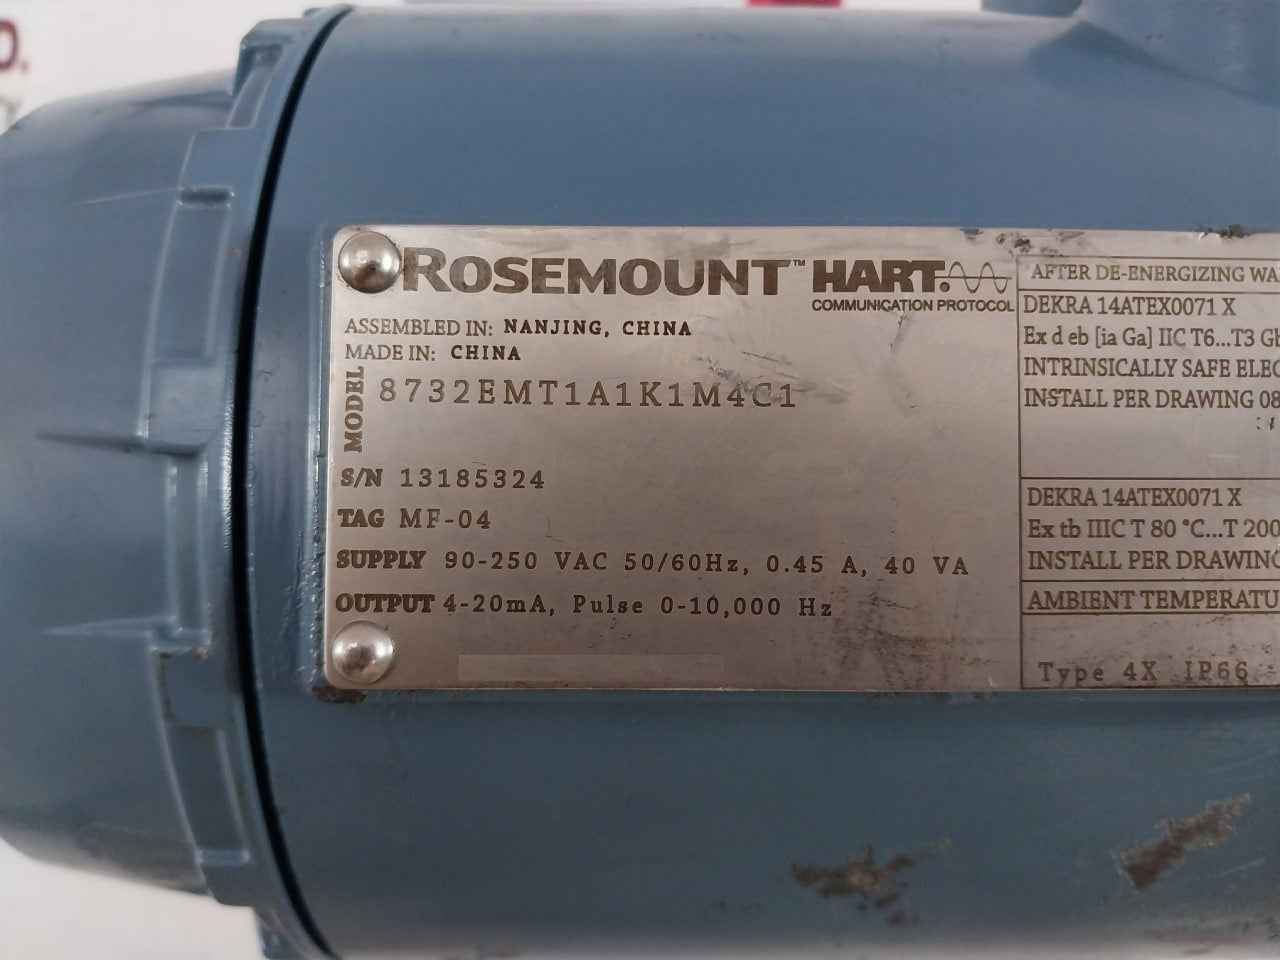 ROSEMOUNT™ HART.
COMMUNICATION PROTOCOL
ASSEMBLED IN: NANJING, CHINA
MADE IN: CHINA
MODEL 8732EMT1A1K1M4C1
S/N 13185324
TAG MF-04
SUPPLY 90-250 VAC 50/60Hz, 0.45 A, 40 VA
OUTPUT 4-20mA, Pulse 0-10,000 Hz
AFTER DE-ENERGIZING
DEKRA 14ATEX0071 X
Ex d eb [ia Ga] IIC T6...T3 Gb
INTRINSICALLY SAFE
INSTALL PER DRAWING 08
DEKRA 14ATEX0071 X
Ex tb IIIC T 80 °C...T 200
INSTALL PER DRAWING
AMBIENT
Type 4X IP66